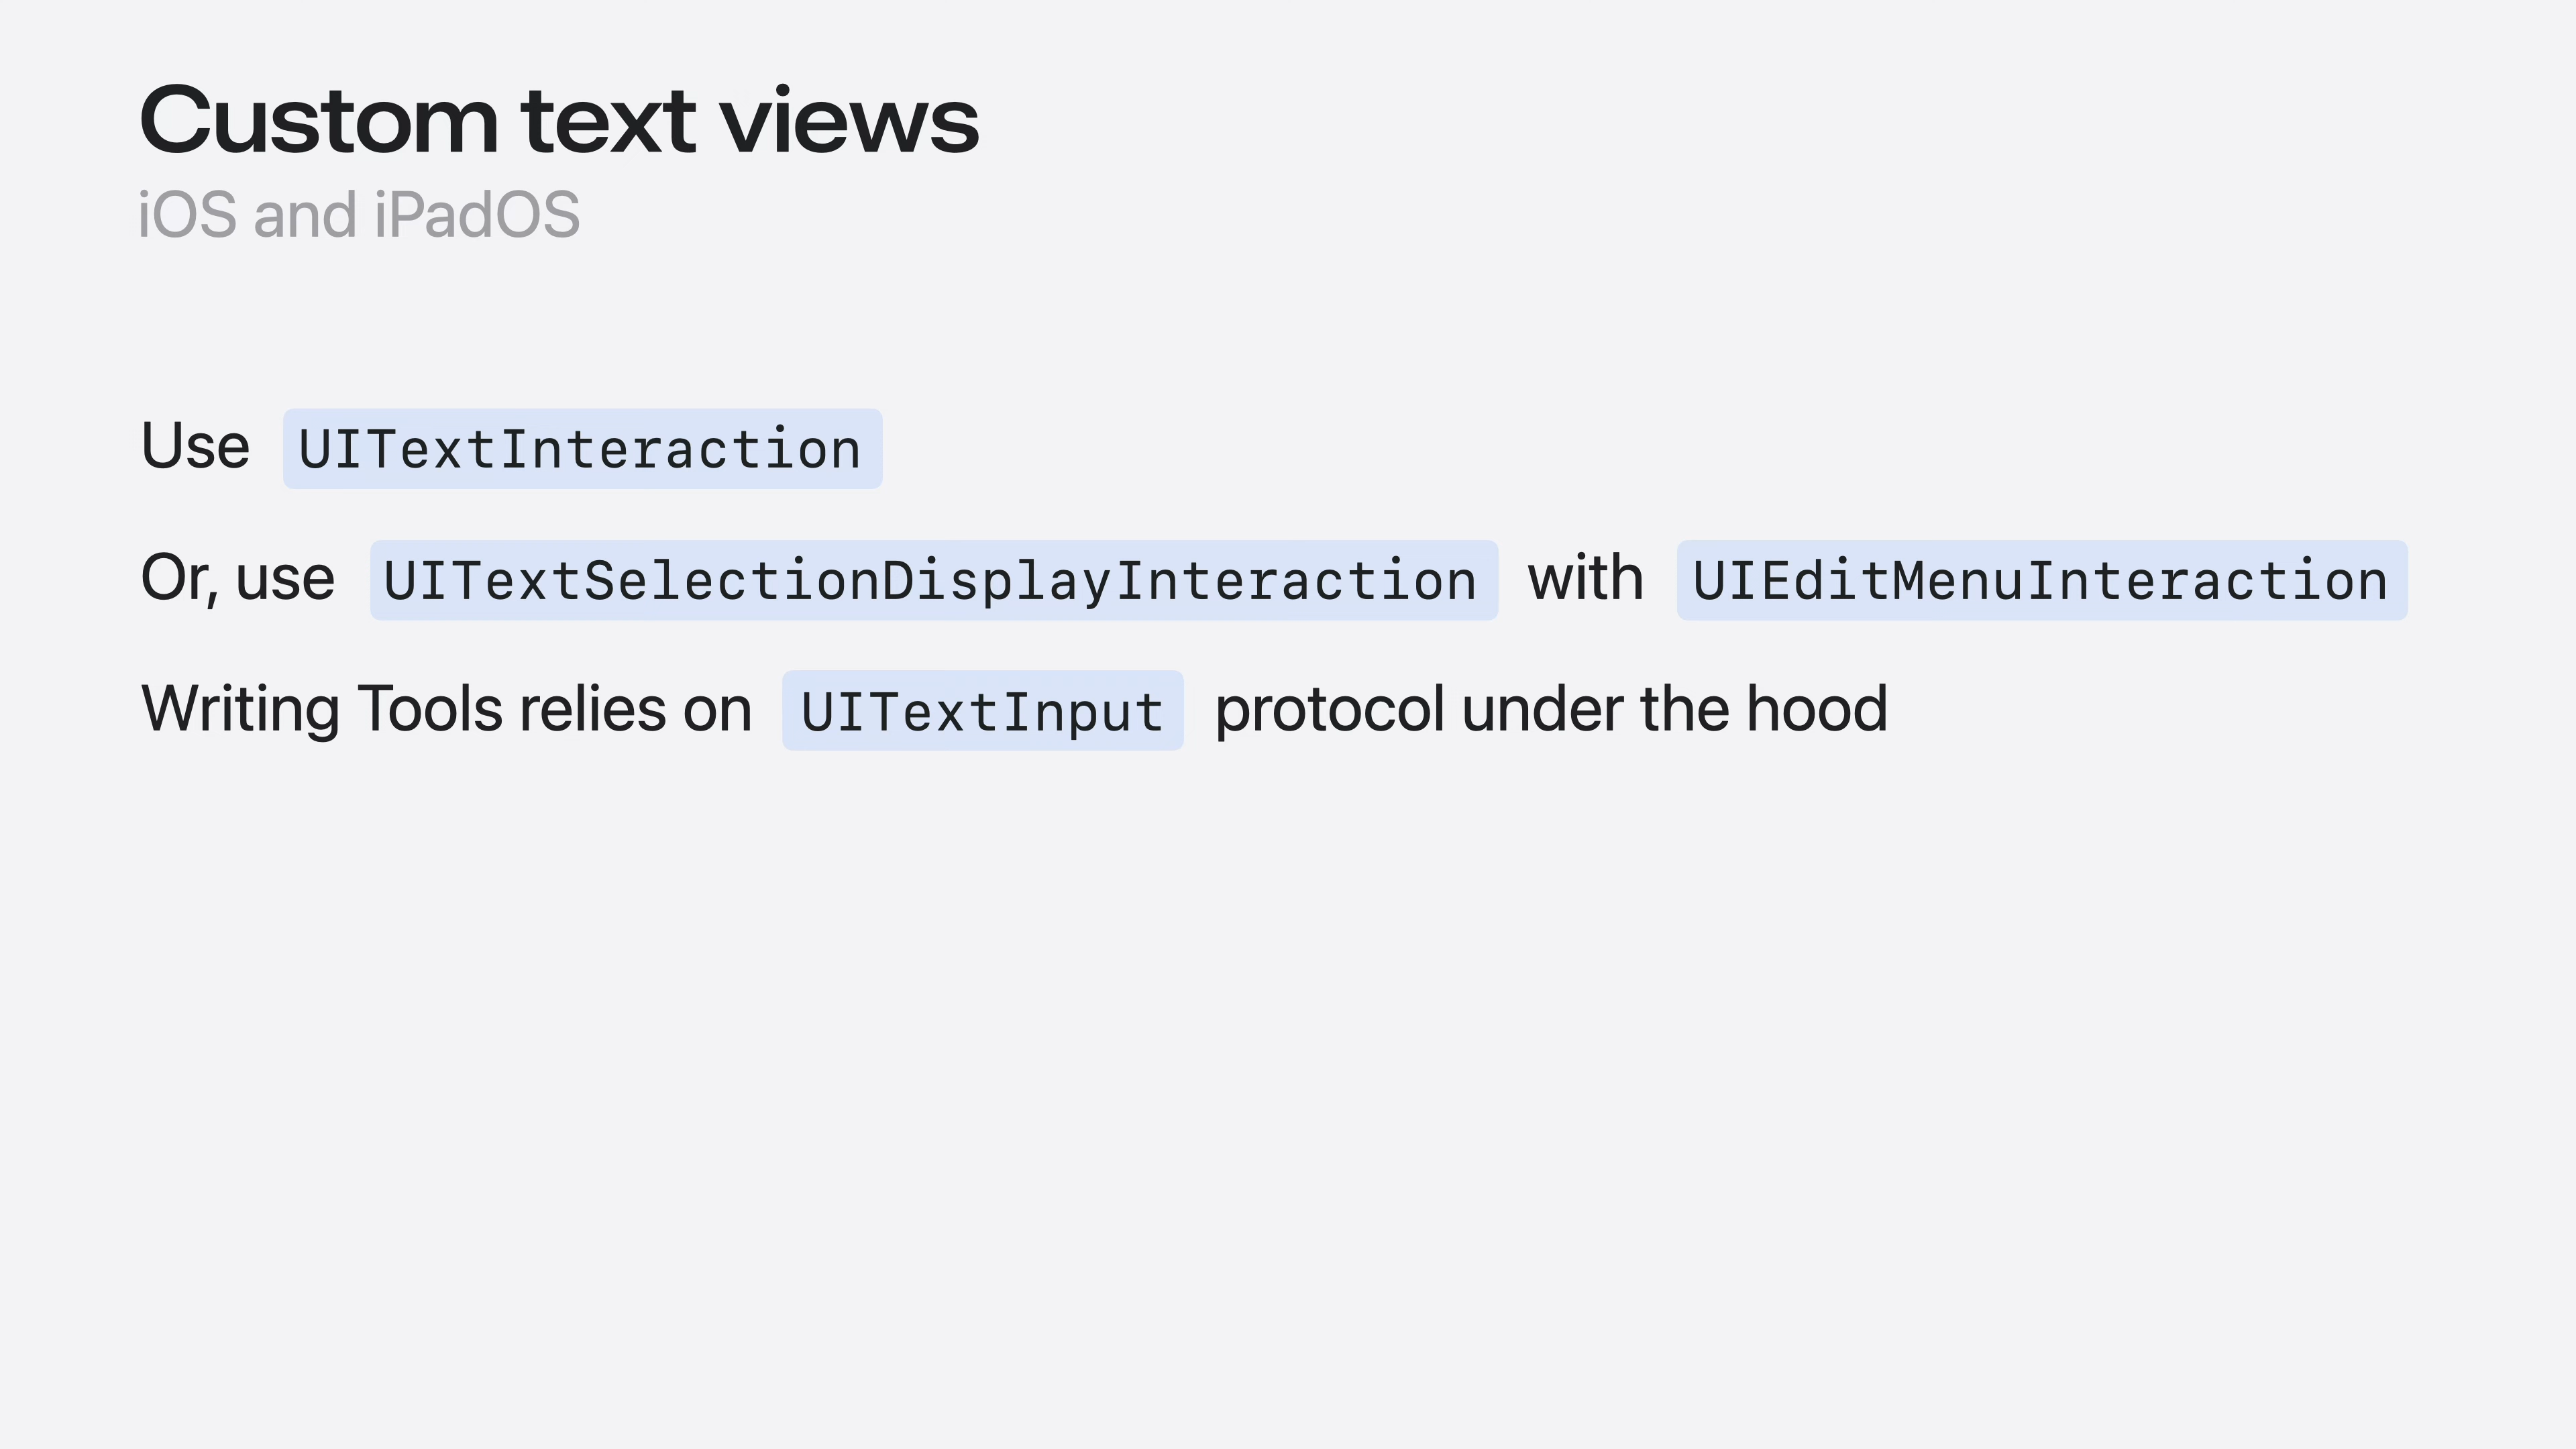 Custom text views
iOS and iPadOS
Use UITextInteraction
Or, use UITextSelectionDisplayInteraction with UIEditMenuInteraction
Writing Tools relies on UITextInput protocol under the hood